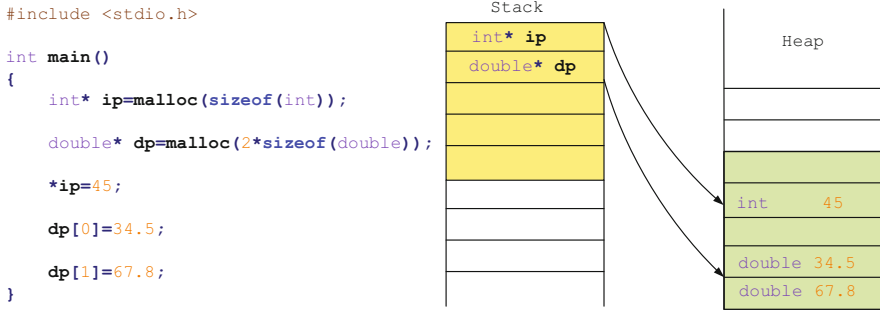 #include <stdio.h>
int main()
{
int* ip=malloc(sizeof(int));
double* dp=malloc(2*sizeof(double));
*ip=45;
dp[0]=34.5;
dp[1]=67.8;
}
Stack
int* ip
double* dp
Heap
int 45
double 34.5
double 67.8